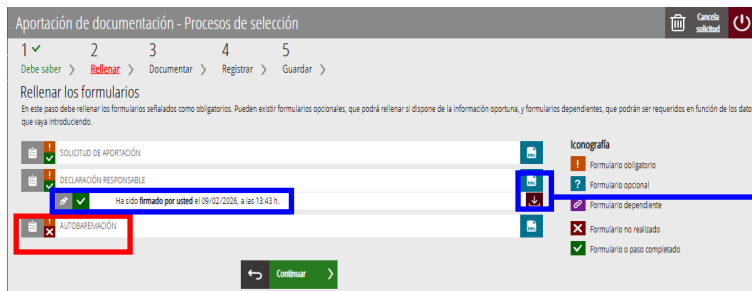 Aportación de documentación - Procesos de selección
Cancela
solicitud
1 2 3 4 5
Debe saber Rellenar Documentar Registrar Guardar
Rellenar los formularios
En este paso debe rellenar los formularios señalados como obligatorios. Pueden existir formularios opcionales, que podrá rellenar si dispone de la información oportuna, y formularios dependientes, que podrán ser requeridos en función de los dato
que vaya introduciendo.
SOLICITUD DE APORTACIÓN
DECLARACIÓN RESPONSABLE
Ha sido firmado por usted el 09/02/2026, a las 13:43 h.
AUTOBAREMACIÓN
Continuar
Iconografía
Formulario obligatorio
Formulario opcional
Formulario dependiente
Formulario no realizado
Formulario o paso completado